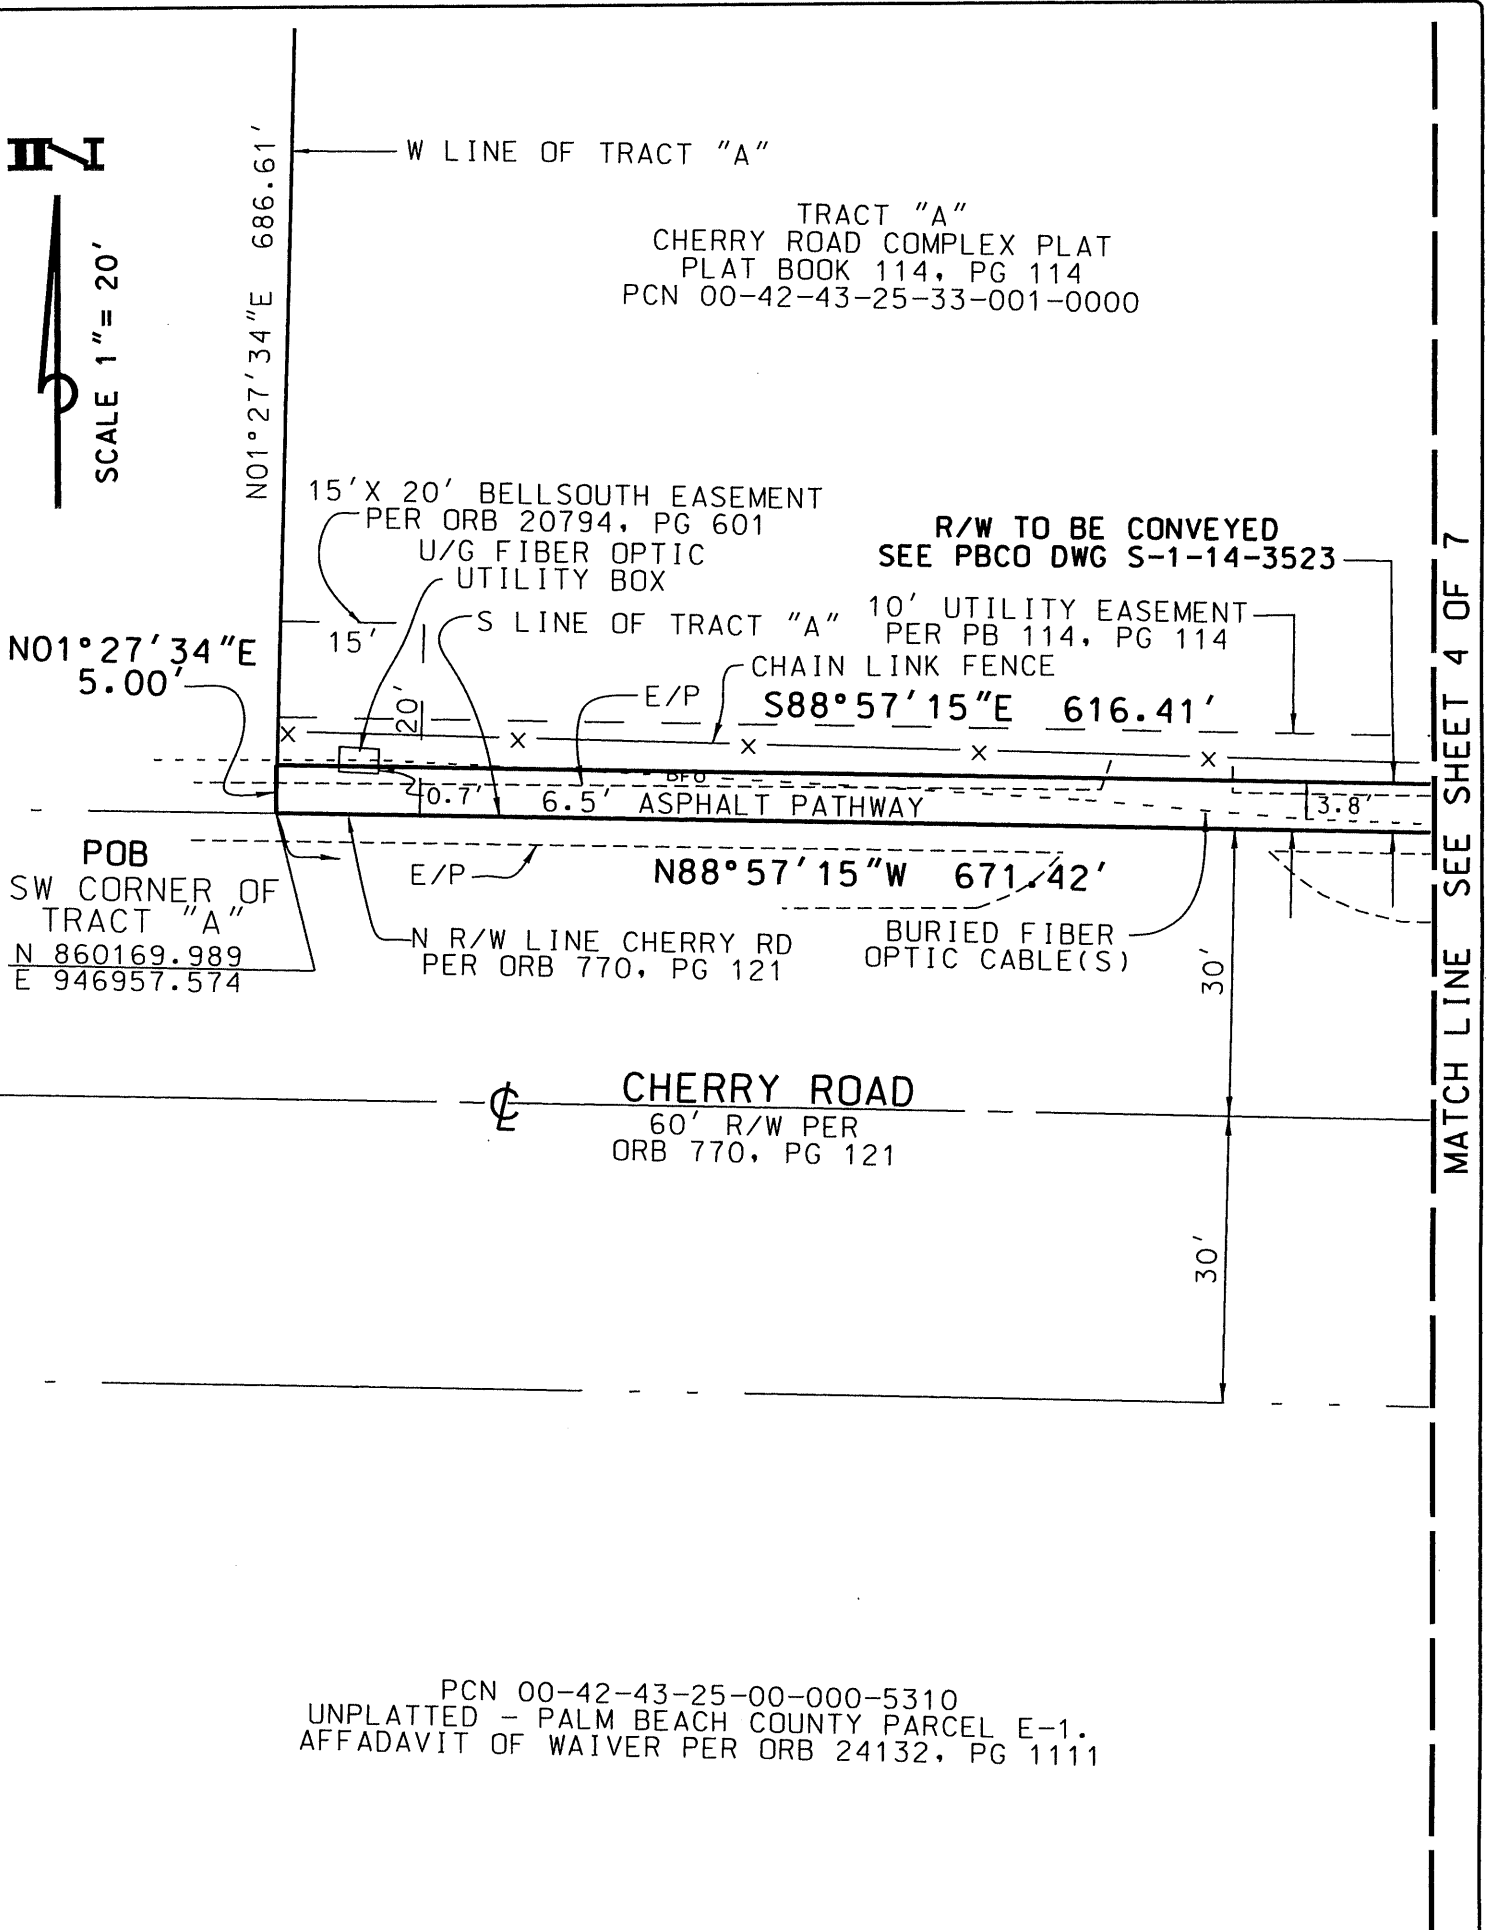 N
SCALE 1"= 20'
N01°27'34"E 686.61'
W LINE OF TRACT "A"
TRACT "A"
CHERRY ROAD COMPLEX PLAT
PLAT BOOK 114, PG 114
PCN 00-42-43-25-33-001-0000
15'X 20' BELLSOUTH EASEMENT
PER ORB 20794, PG 601
U/G FIBER OPTIC
UTILITY BOX
R/W TO BE CONVEYED
SEE PBCO DWG S-1-14-3523
10' UTILITY EASEMENT
PER PB 114, PG 114
S LINE OF TRACT "A"
15'
20'
CHAIN LINK FENCE
N01°27'34"E
5.00'
E/P
S88°57'15"E 616.41'
X X X X X
BFO
0.7'
6.5' ASPHALT PATHWAY
3.8'
POB
SW CORNER OF
TRACT "A"
N 860169.989
E 946957.574
E/P
N88°57'15"W 671.42'
N R/W LINE CHERRY RD
PER ORB 770, PG 121
BURIED FIBER
OPTIC CABLE(S)
30'
CL
CHERRY ROAD
60' R/W PER
ORB 770, PG 121
30'
MATCH LINE SEE SHEET 4 OF 7
PCN 00-42-43-25-00-000-5310
UNPLATTED - PALM BEACH COUNTY PARCEL E-1.
AFFADAVIT OF WAIVER PER ORB 24132, PG 1111